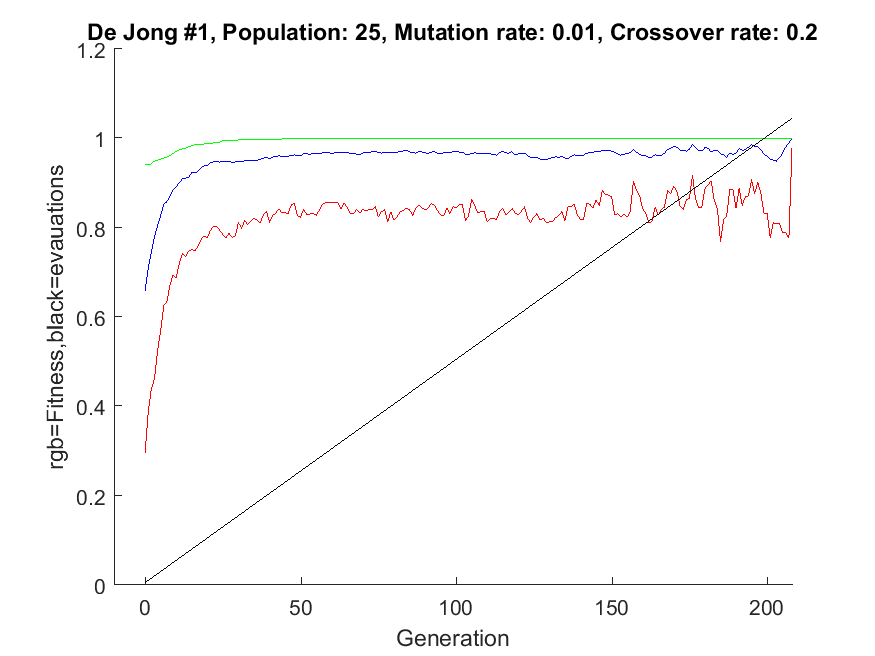 De Jong #1, Population: 25, Mutation rate: 0.01, Crossover rate: 0.2
1.2
1
0.8
0.6
0.4
0.2
0
rgb=Fitness,black=evauations
0 50 100 150 200
Generation